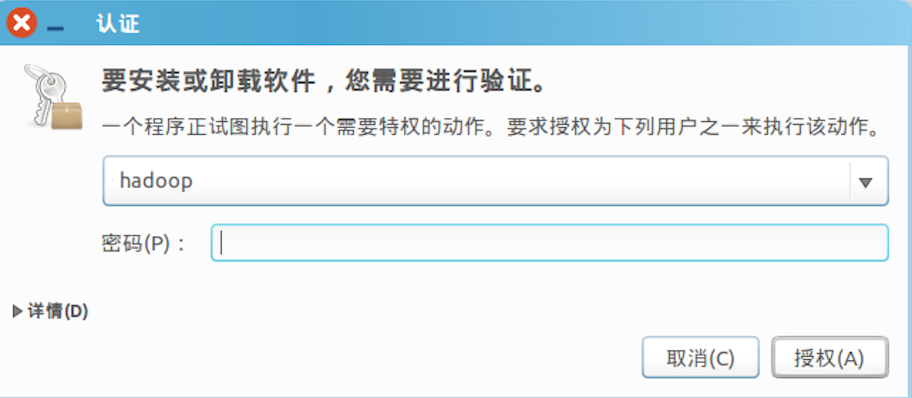 认证
要安装或卸载软件，您需要进行验证。
一个程序正试图执行一个需要特权的动作。要求授权为下列用户之一来执行该动作。
hadoop
密码(P)：
详情(D)
取消(C) 授权(A)